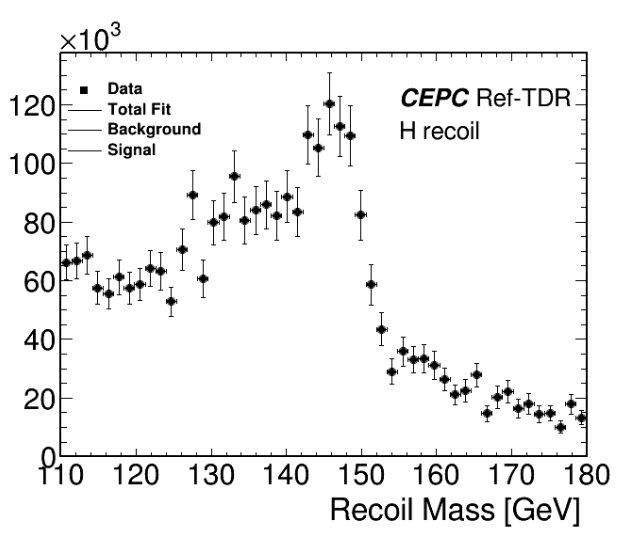 ×10³
120
100
80
60
40
20
0
Data
Total Fit
Background
Signal
CEPC Ref-TDR
H recoil
110 120 130 140 150 160 170 180
Recoil Mass [GeV]